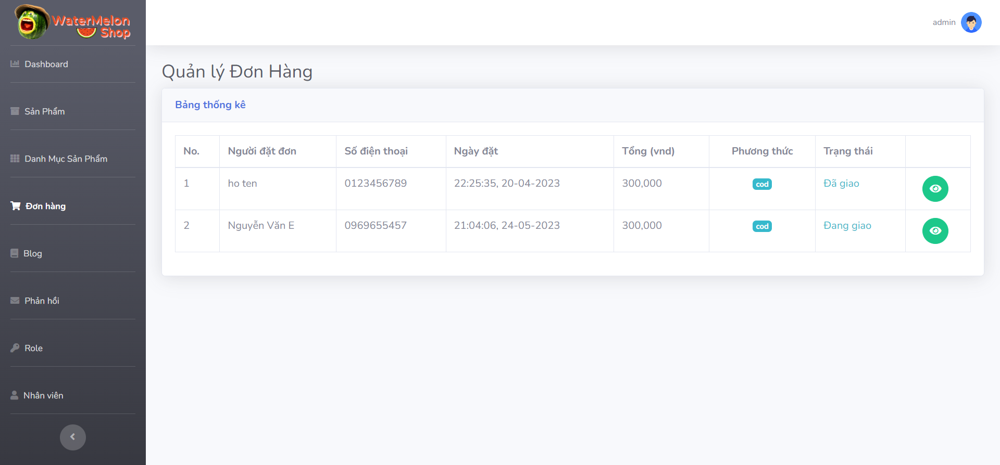 WaterMelon
Shop
admin
Dashboard
Sản Phẩm
Danh Mục Sản Phẩm
Đơn hàng
Blog
Phản hồi
Role
Nhân viên
Quản lý Đơn Hàng
Bảng thống kê
No. Người đặt đơn Số điện thoại Ngày đặt Tổng (vnd) Phương thức Trạng thái
1 ho ten 0123456789 22:25:35, 20-04-2023 300,000 cod Đã giao
2 Nguyễn Văn E 0969655457 21:04:06, 24-05-2023 300,000 cod Đang giao